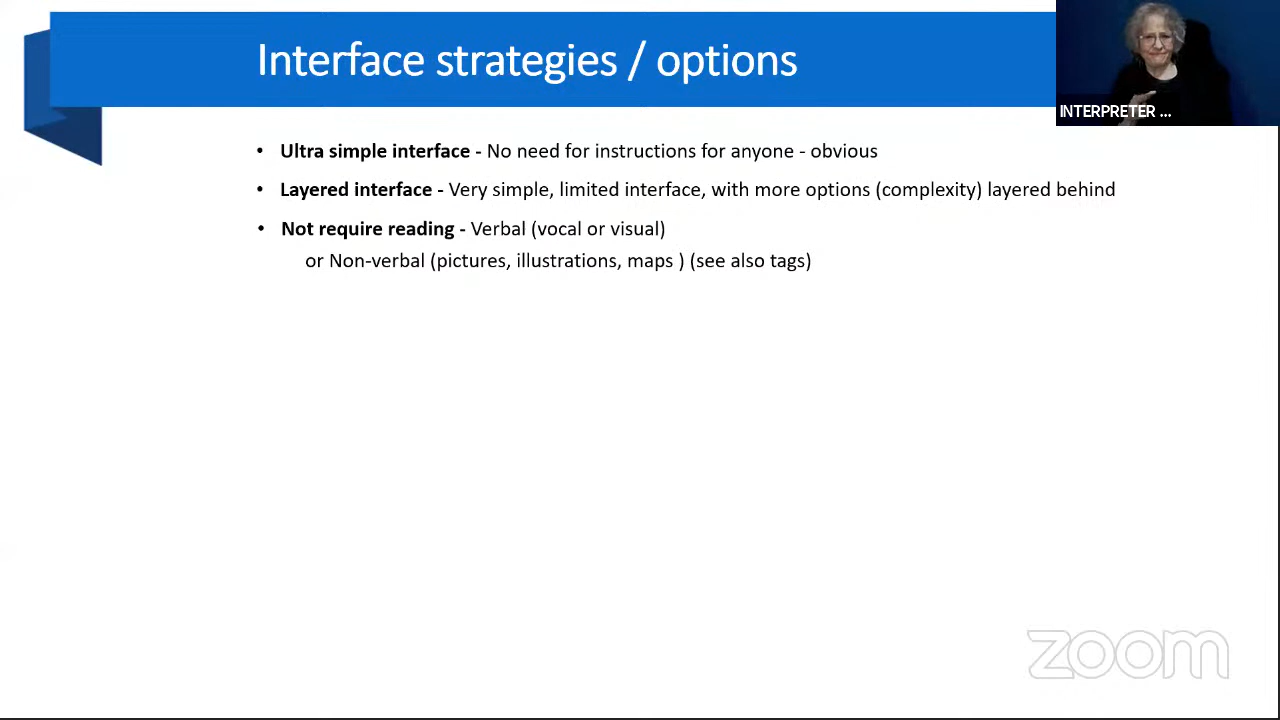 Interface strategies / options
INTERPRETER ...
• Ultra simple interface - No need for instructions for anyone - obvious
• Layered interface - Very simple, limited interface, with more options (complexity) layered behind
• Not require reading - Verbal (vocal or visual)
or Non-verbal (pictures, illustrations, maps ) (see also tags)
zoom